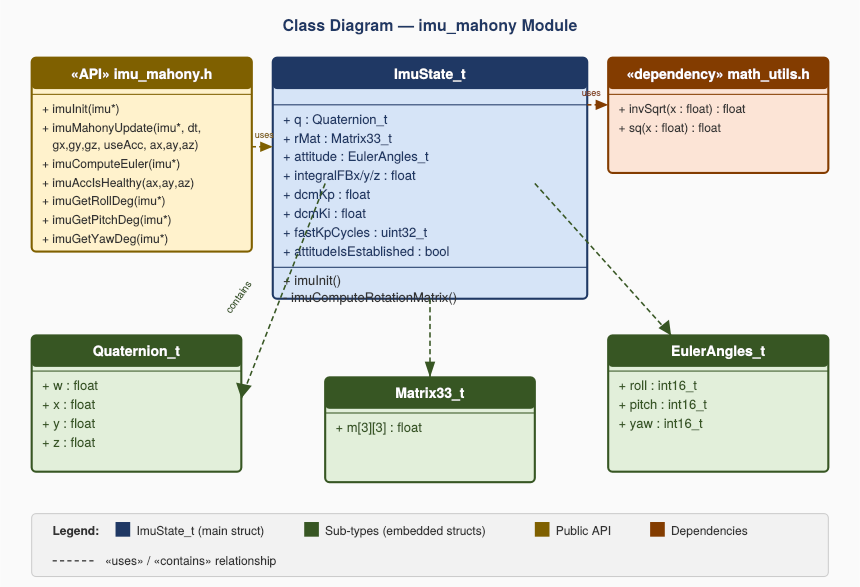 Class Diagram — imu_mahony Module
«API» imu_mahony.h
+ imuInit(imu*)
+ imuMahonyUpdate(imu*, dt,
gx,gy,gz, useAcc, ax,ay,az)
+ imuComputeEuler(imu*)
+ imuAccIsHealthy(ax,ay,az)
+ imuGetRollDeg(imu*)
+ imuGetPitchDeg(imu*)
+ imuGetYawDeg(imu*)
uses
ImuState_t
+ q : Quaternion_t
+ rMat : Matrix33_t
+ attitude : EulerAngles_t
+ integralFBx/y/z : float
+ dcmKp : float
+ dcmKi : float
+ fastKpCycles : uint32_t
+ attitudeIsEstablished : bool
+ imuInit()
- imuComputeRotationMatrix()
uses
«dependency» math_utils.h
+ invSqrt(x : float) : float
+ sq(x : float) : float
contains
Quaternion_t
+ w : float
+ x : float
+ y : float
+ z : float
Matrix33_t
+ m[3][3] : float
EulerAngles_t
+ roll : int16_t
+ pitch : int16_t
+ yaw : int16_t
Legend: ImuState_t (main struct) Sub-types (embedded structs) Public API Dependencies
«uses» / «contains» relationship